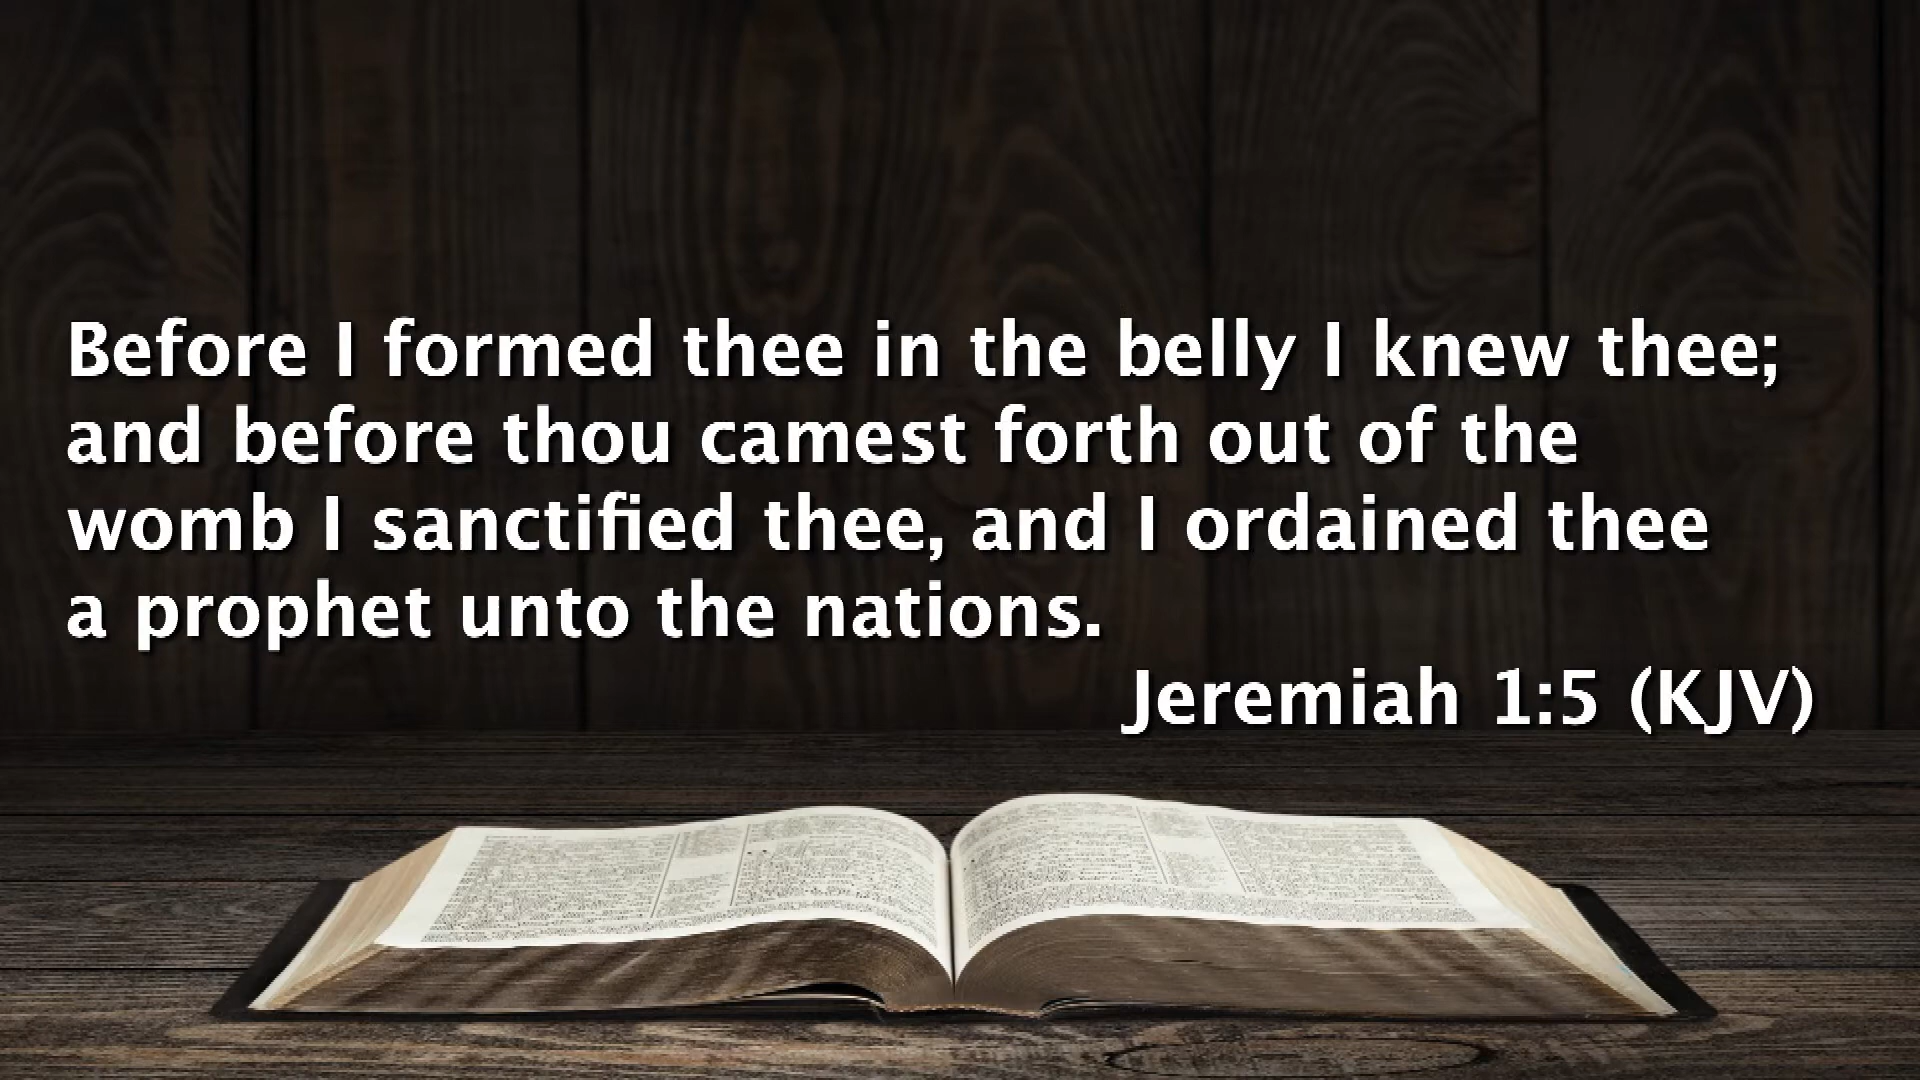 Before I formed thee in the belly I knew thee;
and before thou camest forth out of the
womb I sanctified thee, and I ordained thee
a prophet unto the nations.
Jeremiah 1:5 (KJV)